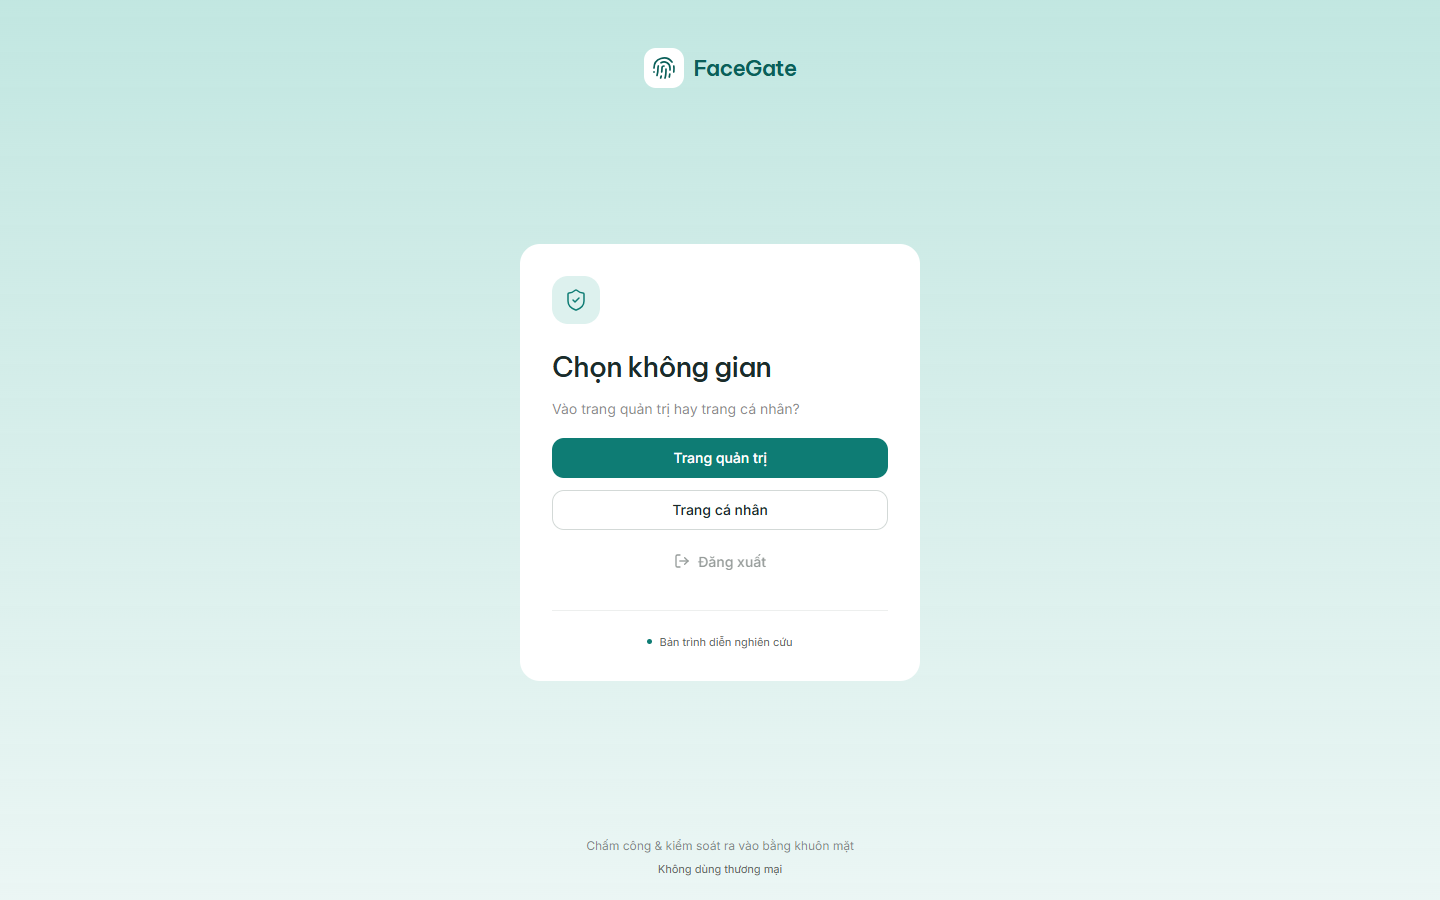 FaceGate
Chọn không gian
Vào trang quản trị hay trang cá nhân?
Trang quản trị
Trang cá nhân
Đăng xuất
Bản trình diễn nghiên cứu
Chấm công & kiểm soát ra vào bằng khuôn mặt
Không dùng thương mại